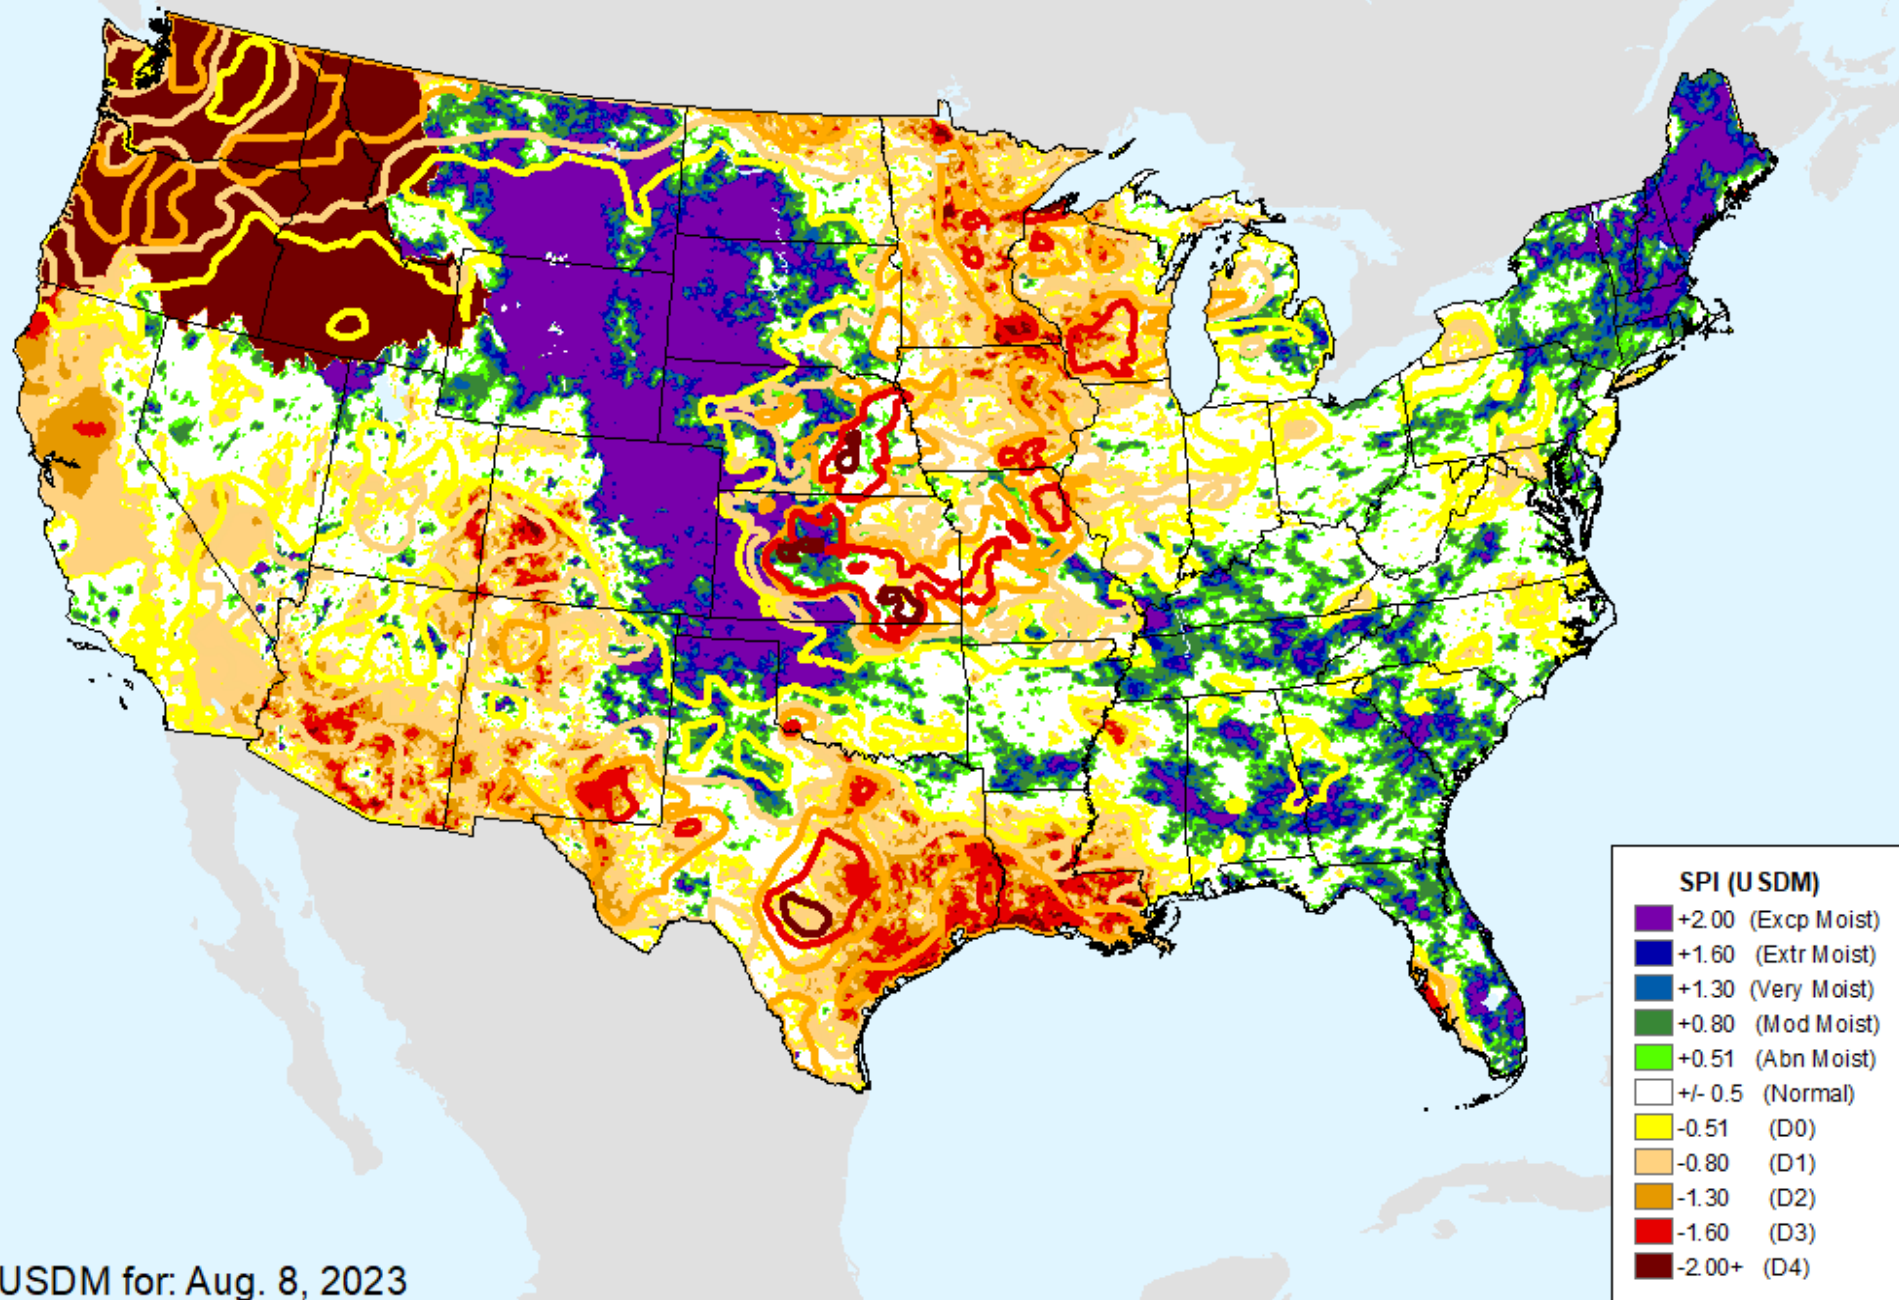 SPI (USDM)
+2.00 (Excp Moist)
+1.60 (Extr Moist)
+1.30 (Very Moist)
+0.80 (Mod Moist)
+0.51 (Abn Moist)
+/- 0.5 (Normal)
-0.51 (D0)
-0.80 (D1)
-1.30 (D2)
-1.60 (D3)
-2.00+ (D4)
USDM for: Aug. 8, 2023